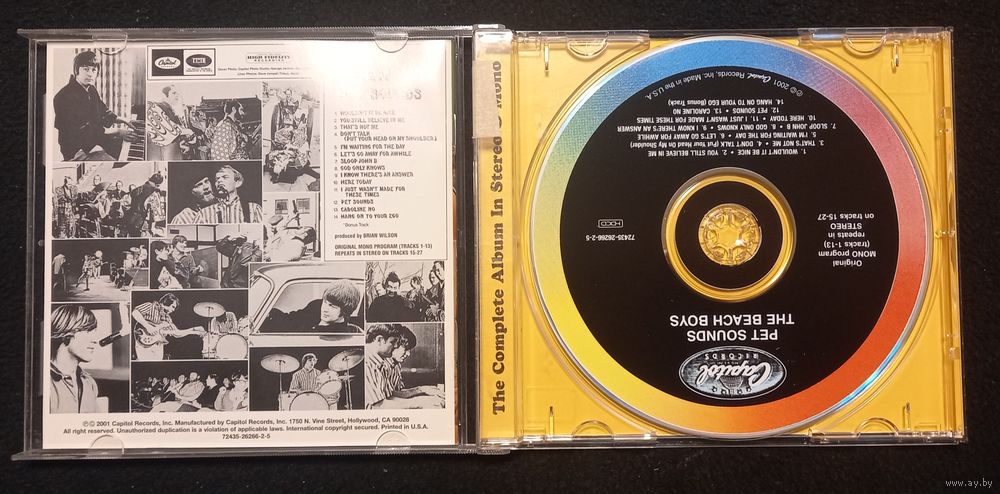 Capitol
EMI
HIGH FIDELITY
RECORDING
1 WOULDN'T IT BE NICE
2 YOU STILL BELIEVE IN ME
3 THAT'S NOT ME
4 DON'T TALK
(PUT YOUR HEAD ON MY SHOULDER)
5 I'M WAITING FOR THE DAY
6 LET'S GO AWAY FOR AWHILE
7 SLOOP JOHN B
8 GOD ONLY KNOWS
9 I KNOW THERE'S AN ANSWER
10 HERE TODAY
11 I JUST WASN'T MADE FOR
THESE TIMES
12 PET SOUNDS
13 CAROLINE NO
14 HANG ON TO YOUR EGO
*Bonus Track
produced by BRIAN WILSON
ORIGINAL MONO PROGRAM (TRACKS 1-13)
REPEATS IN STEREO ON TRACKS 15-27
℗© 2001 Capitol Records, Inc. Manufactured by Capitol Records, Inc. 1750 N. Vine Street, Hollywood, CA 90028
All right reserved. Unauthorized duplication is a violation of applicable laws. International copyright secured. Printed in U.S.A.
72435-26266-2-5
The Complete Album In Stereo & Mono
Capitol
RECORDS
PET SOUNDS
THE BEACH BOYS
Original
MONO program
(tracks 1-13)
repeats in
STEREO
on tracks 15-27
72435-26266-2-5
HDCD
1. WOULDN'T IT BE NICE • 2. YOU STILL BELIEVE IN ME
3. THAT'S NOT ME • 4. DON'T TALK (Put Your Head On My Shoulder)
5. I'M WAITING FOR THE DAY • 6. LET'S GO AWAY FOR AWHILE
7. SLOOP JOHN B • 8. GOD ONLY KNOWS • 9. I KNOW THERE'S AN ANSWER
10. HERE TODAY • 11. I JUST WASN'T MADE FOR THESE TIMES
12. PET SOUNDS • 13. CAROLINE NO
14. HANG ON TO YOUR EGO (Bonus Track)
℗© 2001 Capitol Records, Inc. Made in the U.S.A.
www.ay.by